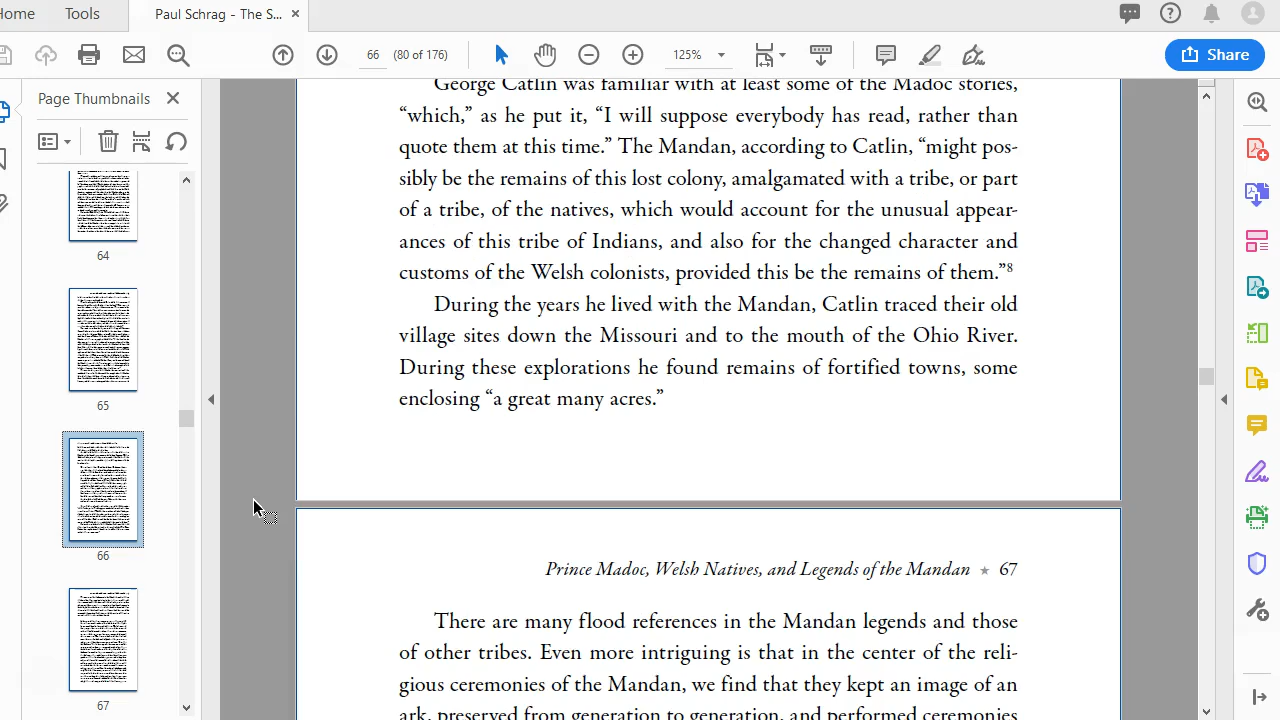 Home
Tools
Paul Schrag - The S...
66
(80 of 176)
125%
Share
Page Thumbnails
64
65
66
67
George Catlin was familiar with at least some of the Madoc stories,
“which,” as he put it, “I will suppose everybody has read, rather than
quote them at this time.” The Mandan, according to Catlin, “might pos-
sibly be the remains of this lost colony, amalgamated with a tribe, or part
of a tribe, of the natives, which would account for the unusual appear-
ances of this tribe of Indians, and also for the changed character and
customs of the Welsh colonists, provided this be the remains of them.”8
During the years he lived with the Mandan, Catlin traced their old
village sites down the Missouri and to the mouth of the Ohio River.
During these explorations he found remains of fortified towns, some
enclosing “a great many acres.”
Prince Madoc, Welsh Natives, and Legends of the Mandan ★ 67
There are many flood references in the Mandan legends and those
of other tribes. Even more intriguing is that in the center of the reli-
gious ceremonies of the Mandan, we find that they kept an image of an
ark, preserved from generation to generation, and performed ceremonies